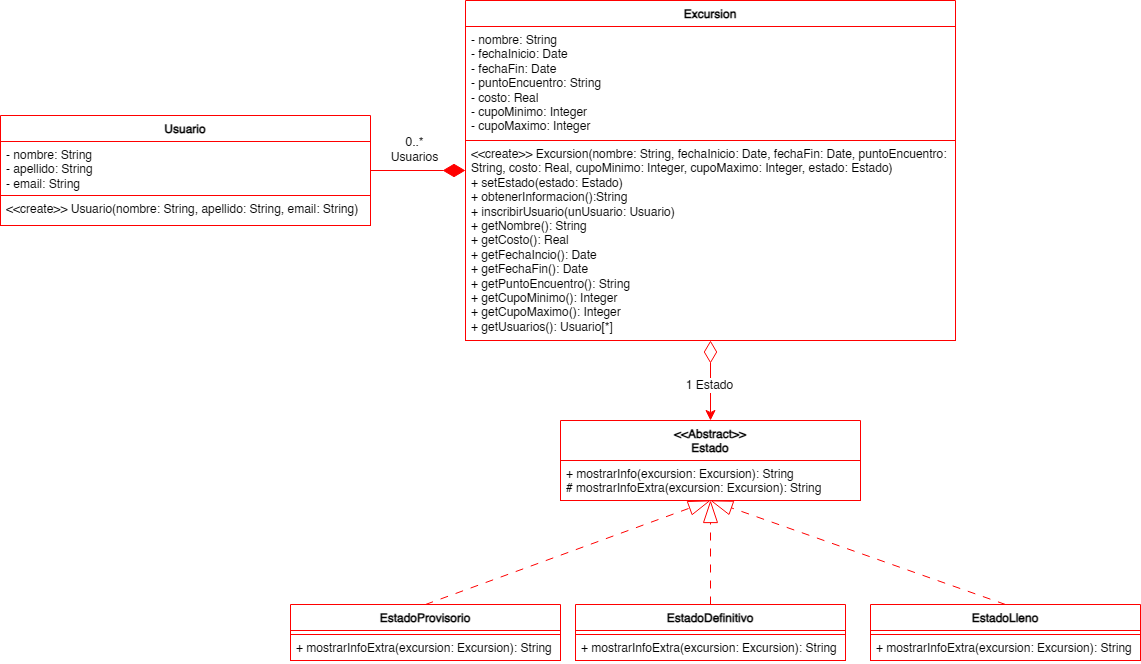 Excursion
- nombre: String
- fechaInicio: Date
- fechaFin: Date
- puntoEncuentro: String
- costo: Real
- cupoMinimo: Integer
- cupoMaximo: Integer
<<create>> Excursion(nombre: String, fechaInicio: Date, fechaFin: Date, puntoEncuentro:
String, costo: Real, cupoMinimo: Integer, cupoMaximo: Integer, estado: Estado)
+ setEstado(estado: Estado)
+ obtenerInformacion():String
+ inscribirUsuario(unUsuario: Usuario)
+ getNombre(): String
+ getCosto(): Real
+ getFechaIncio(): Date
+ getFechaFin(): Date
+ getPuntoEncuentro(): String
+ getCupoMinimo(): Integer
+ getCupoMaximo(): Integer
+ getUsuarios(): Usuario[*]
Usuario
- nombre: String
- apellido: String
- email: String
<<create>> Usuario(nombre: String, apellido: String, email: String)
0..*
Usuarios
1 Estado
<<Abstract>>
Estado
+ mostrarInfo(excursion: Excursion): String
# mostrarInfoExtra(excursion: Excursion): String
EstadoProvisorio
+ mostrarInfoExtra(excursion: Excursion): String
EstadoDefinitivo
+ mostrarInfoExtra(excursion: Excursion): String
EstadoLleno
+ mostrarInfoExtra(excursion: Excursion): String